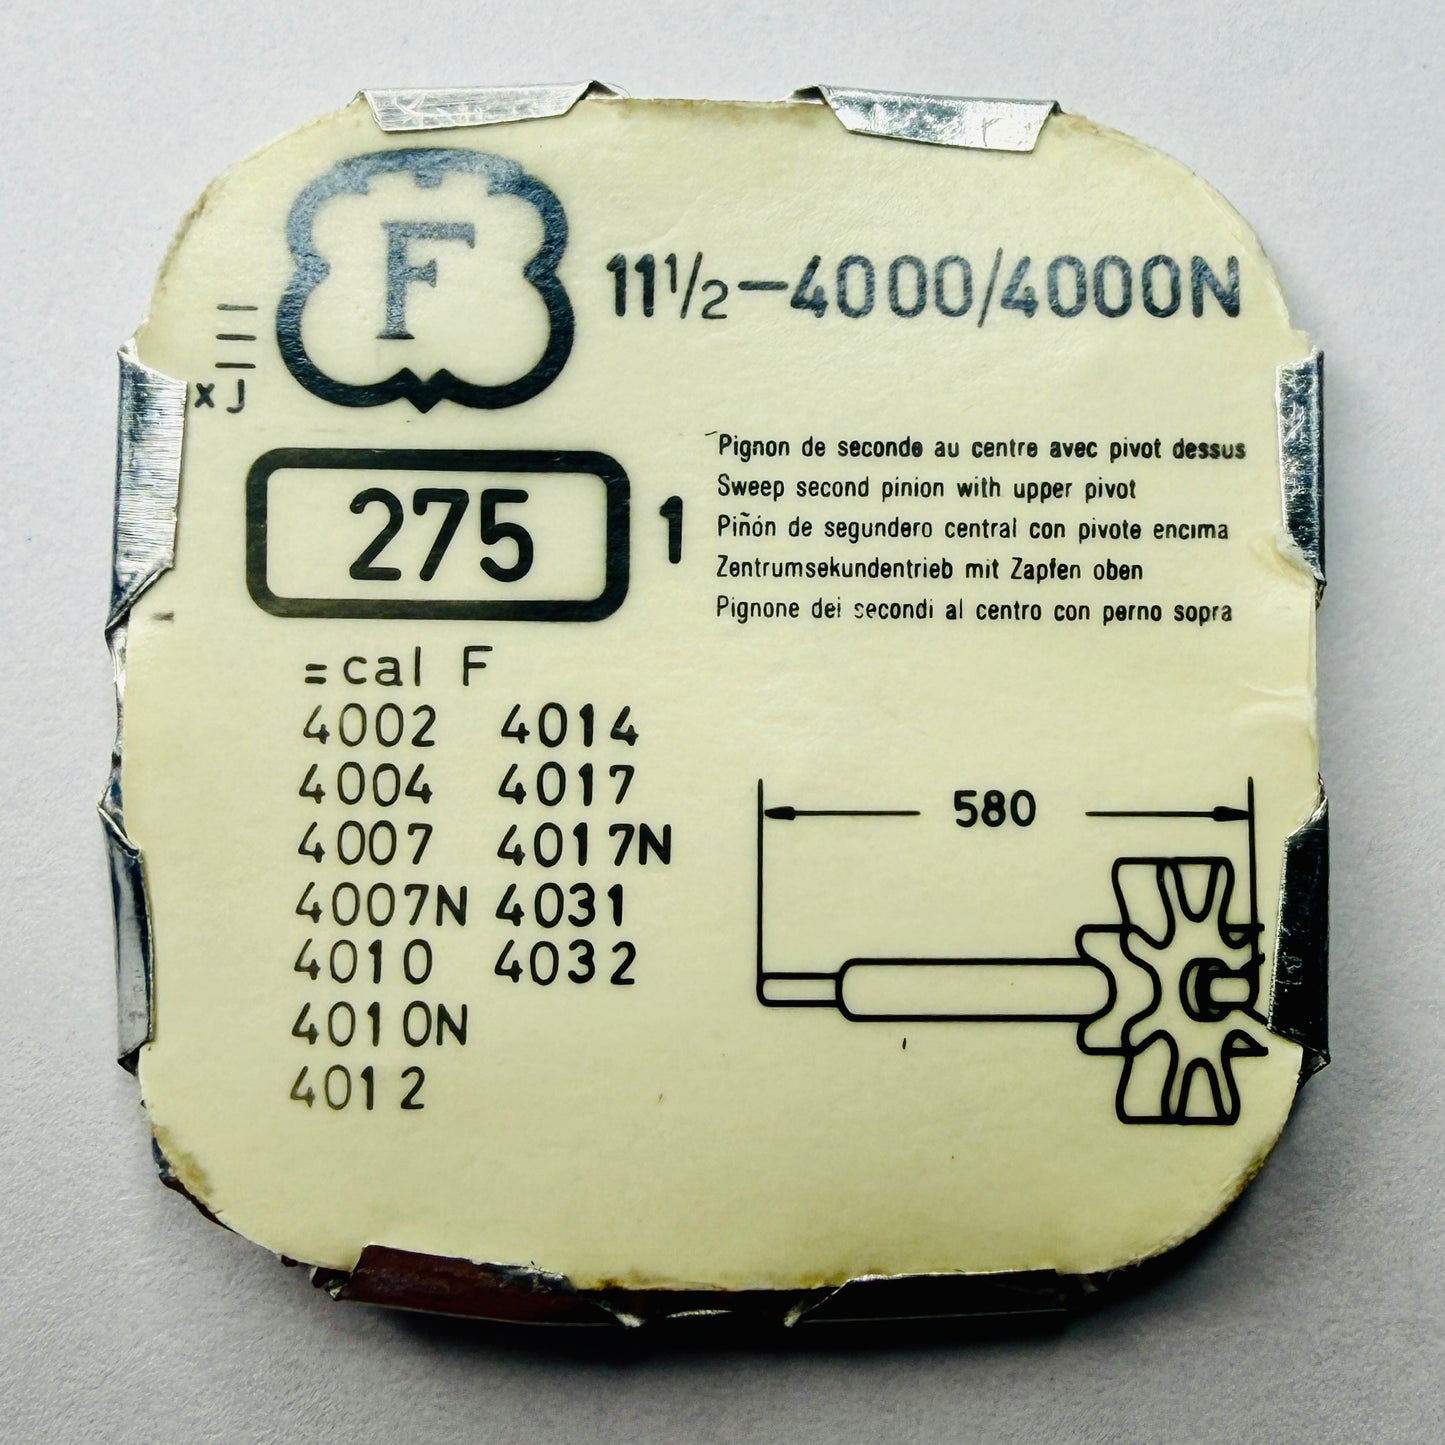 F
11½–4000/4000N
xJ
275 1
Pignon de seconde au centre avec pivot dessus
Sweep second pinion with upper pivot
Piñón de segundero central con pivote encima
Zentrumsekundentrieb mit Zapfen oben
Pignone dei secondi al centro con perno sopra
=cal F
4002 4014
4004 4017
4007 4017N
4007N 4031
4010 4032
4010N
4012
580